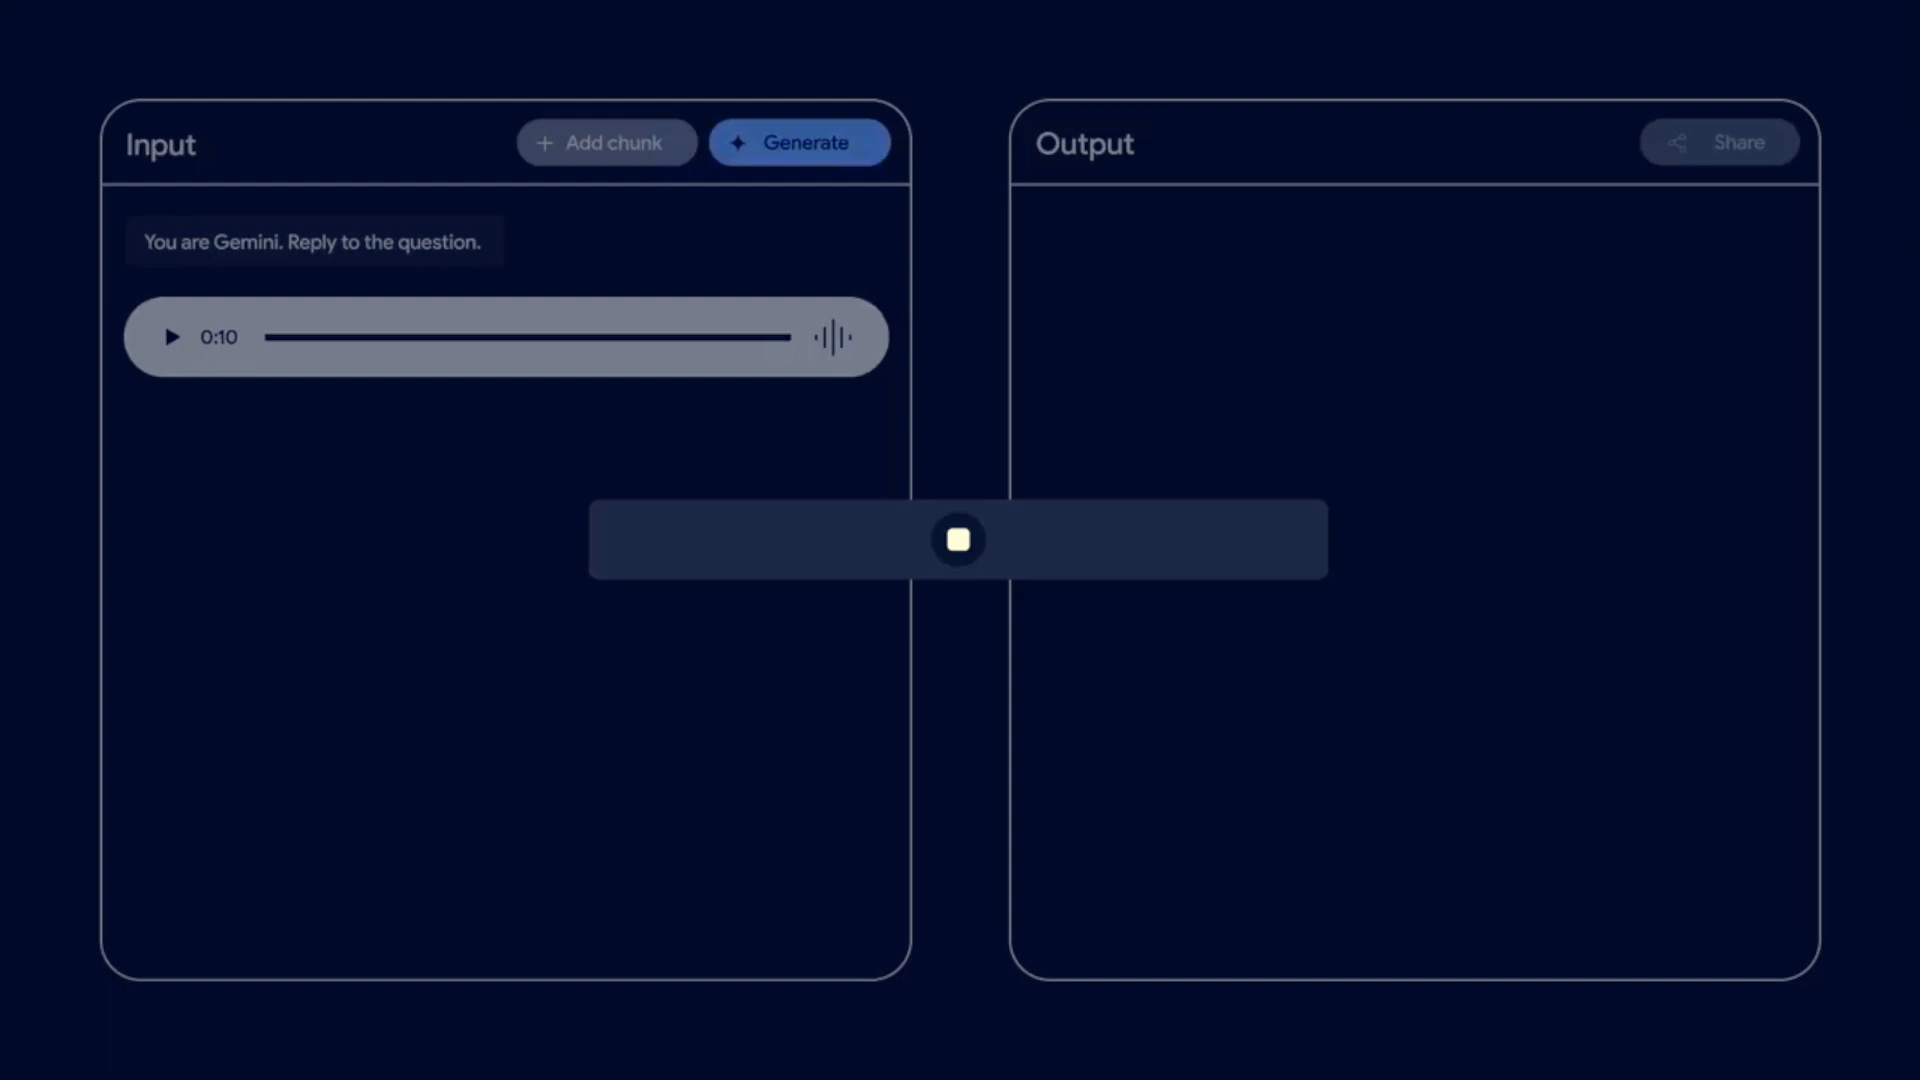 Input
+ Add chunk
Generate
You are Gemini. Reply to the question.
0:10
Output
Share